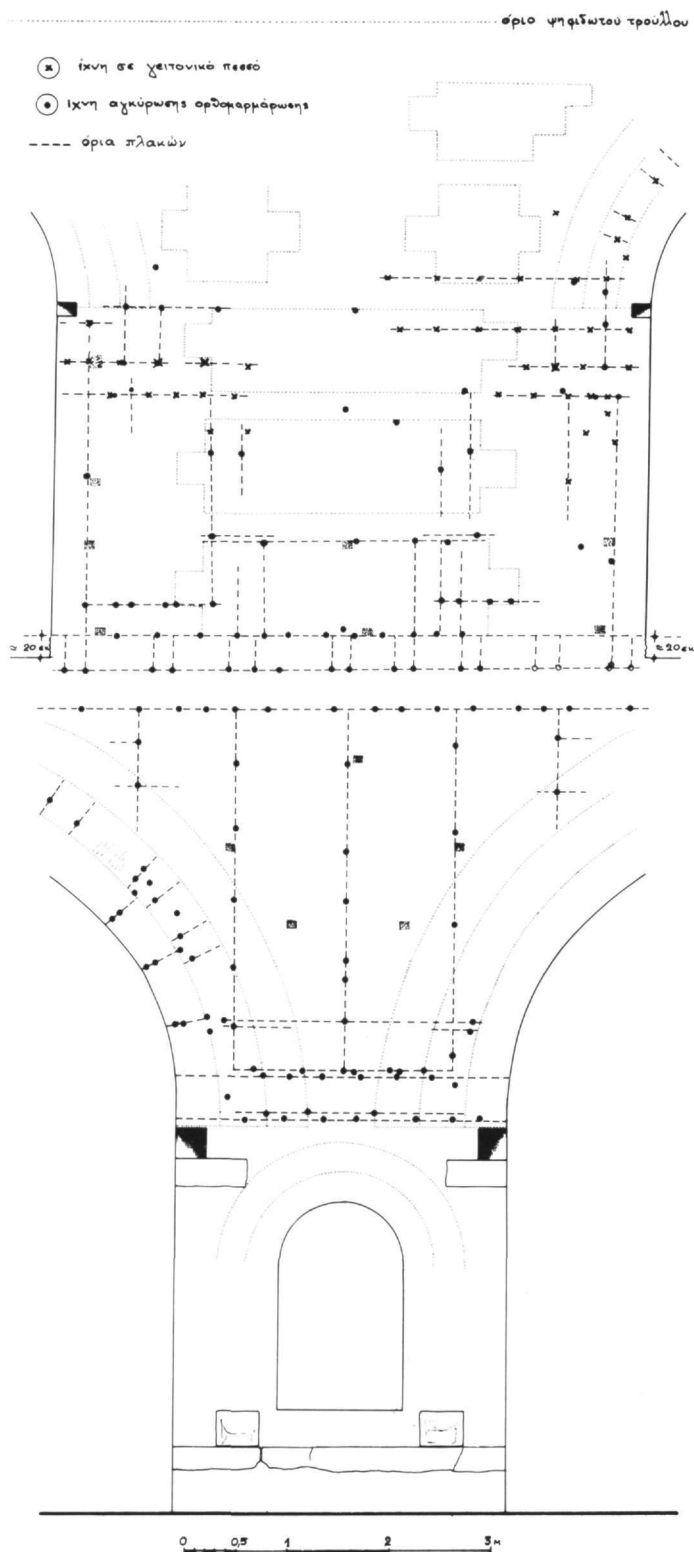 όριο ψηφιδωτού τρούλλου
ίχνη σε γειτονικό πεσσό
ίχνη αγκύρωσης ορθομαρμάρωσης
όρια πλακών
≈ 20 εκ
≈ 20 εκ
0 0,5 1 2 3 м